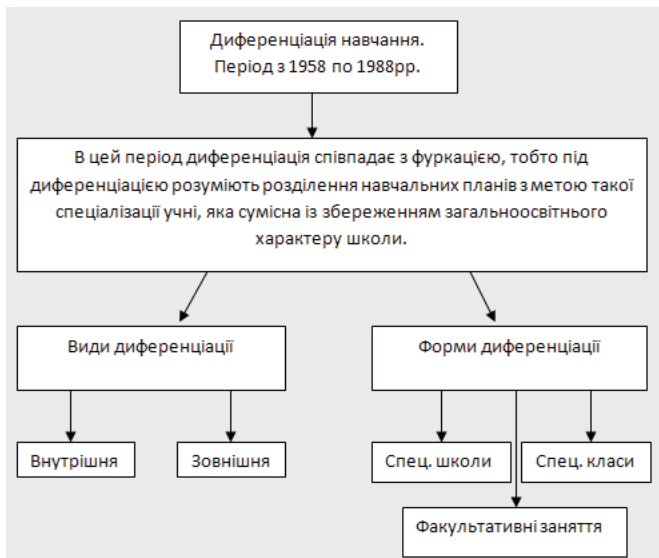 Диференціація навчання.
Період з 1958 по 1988рр.
В цей період диференціація співпадає з фуркацією, тобто під
диференціацією розуміють розділення навчальних планів з метою такої
спеціалізації учні, яка сумісна із збереженням загальноосвітнього
характеру школи.
Види диференціації
Форми диференціації
Внутрішня
Зовнішня
Спец. школи
Спец. класи
Факультативні заняття